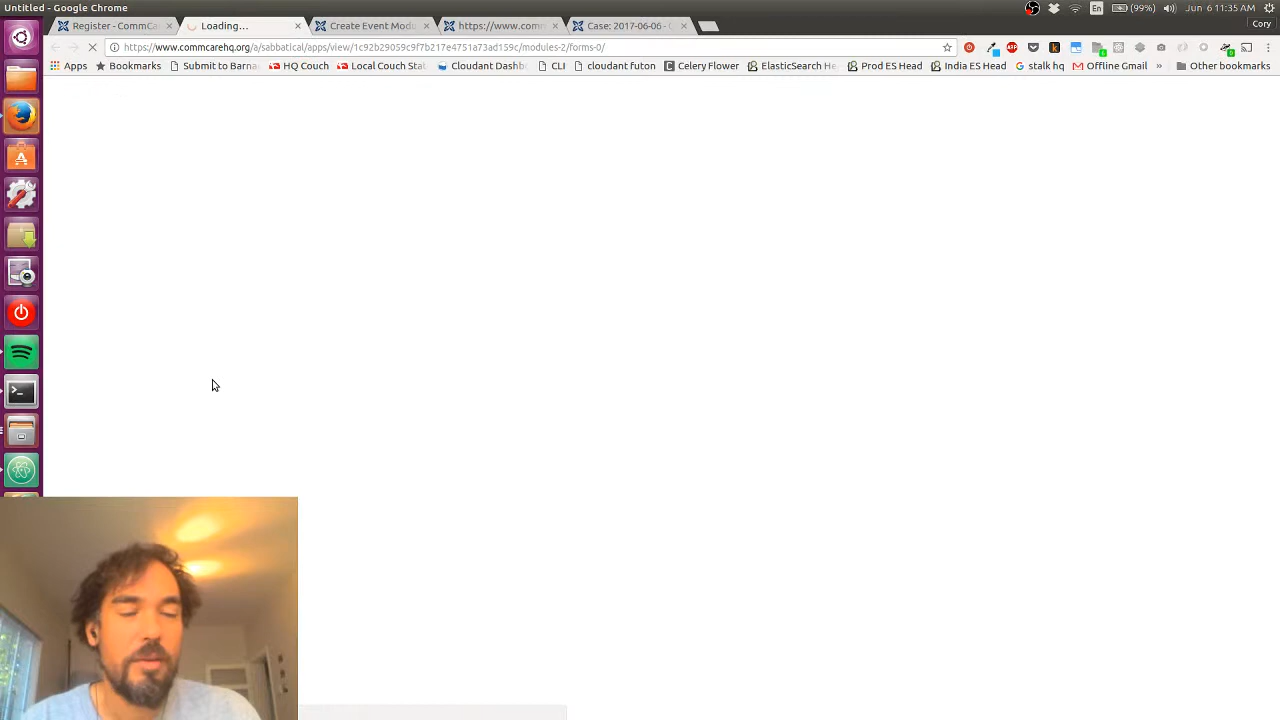 Untitled - Google Chrome
En
(99%)
Jun 6 11:35 AM
Cory
Register - CommCa
Loading...
Create Event Modu
https://www.comm
Case: 2017-06-06 -
https://www.commcarehq.org/a/sabbatical/apps/view/1c92b29059c9f7b217e4751a73ad159c/modules-2/forms-0/
Apps
Bookmarks
Submit to Barna
HQ Couch
Local Couch Stat
Cloudant Dashb
CLI
cloudant futon
Celery Flower
ElasticSearch He
Prod ES Head
India ES Head
stalk hq
Offline Gmail
»
Other bookmarks